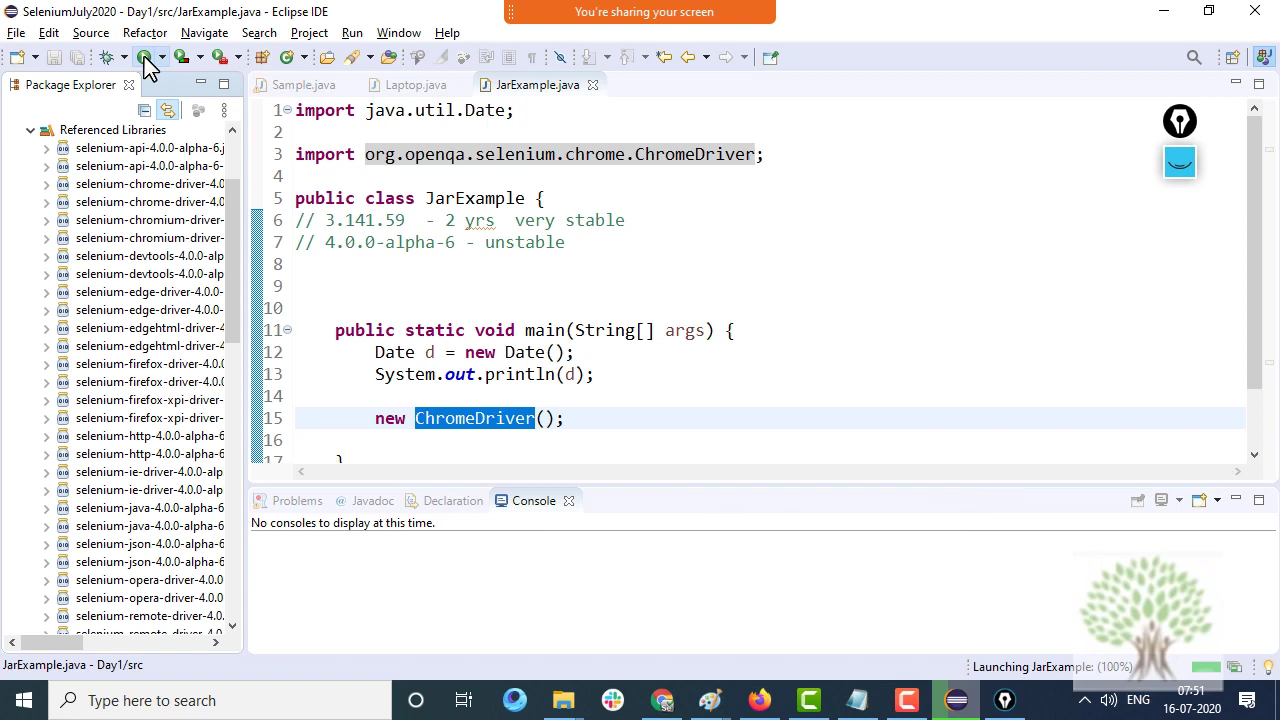 SeleniumJuly2020 - Day1/src/JarExample.java - Eclipse IDE
You're sharing your screen
File Edit Source Refactor Navigate Search Project Run Window Help
Package Explorer
Sample.java Laptop.java JarExample.java
Referenced Libraries
selenium-api-4.0.0-alpha-6.j
selenium-api-4.0.0-alpha-6-
selenium-chrome-driver-4.0
selenium-chrome-driver-4.0.
selenium-chromium-driver-
selenium-chromium-driver-
selenium-devtools-4.0.0-alp
selenium-devtools-4.0.0-alp
selenium-edge-driver-4.0.0-
selenium-edge-driver-4.0.0-
selenium-edgehtml-driver-
selenium-edgehtml-driver-
selenium-firefox-driver-4.0.
selenium-firefox-driver-4.0.
selenium-firefox-xpi-driver-
selenium-firefox-xpi-driver-
selenium-http-4.0.0-alpha-6
selenium-http-4.0.0-alpha-6
selenium-ie-driver-4.0.0-alp
selenium-ie-driver-4.0.0-alp
selenium-java-4.0.0-alpha-6
selenium-java-4.0.0-alpha-6
selenium-json-4.0.0-alpha-6
selenium-json-4.0.0-alpha-6
selenium-opera-driver-4.0.0
selenium-opera-driver-4.0.0
selenium-remote-driver-4.0.
selenium-remote-driver-4.0
1 import java.util.Date;
2
3 import org.openqa.selenium.chrome.ChromeDriver;
4
5 public class JarExample {
6 // 3.141.59 - 2 yrs very stable
7 // 4.0.0-alpha-6 - unstable
8
9
10
11 public static void main(String[] args) {
12 Date d = new Date();
13 System.out.println(d);
14
15 new ChromeDriver();
16
17 }
Problems Javadoc Declaration Console
No consoles to display at this time.
JarExample.java - Day1/src
Launching JarExample: (100%)
Type here to search
ENG
07:51
16-07-2020